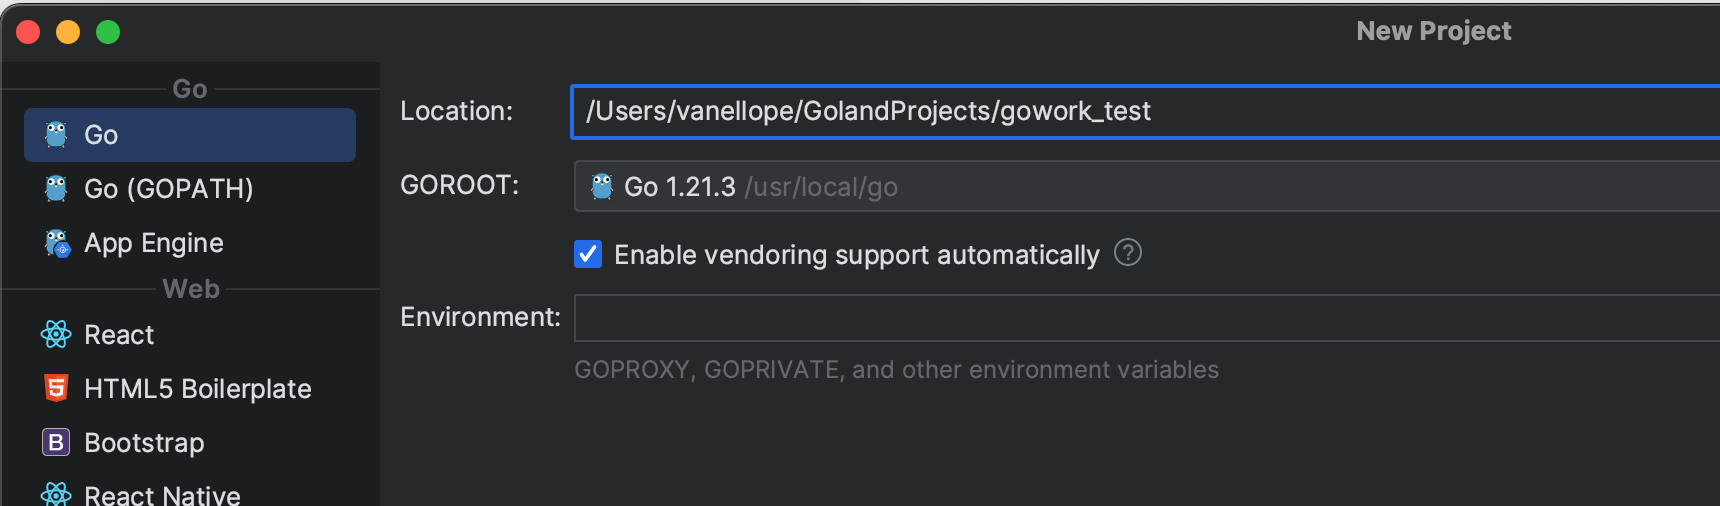 New Project
Go
Go
Go (GOPATH)
App Engine
Web
React
HTML5 Boilerplate
Bootstrap
React Native
Location: /Users/vanellope/GolandProjects/gowork_test
GOROOT: Go 1.21.3 /usr/local/go
Enable vendoring support automatically ?
Environment:
GOPROXY, GOPRIVATE, and other environment variables